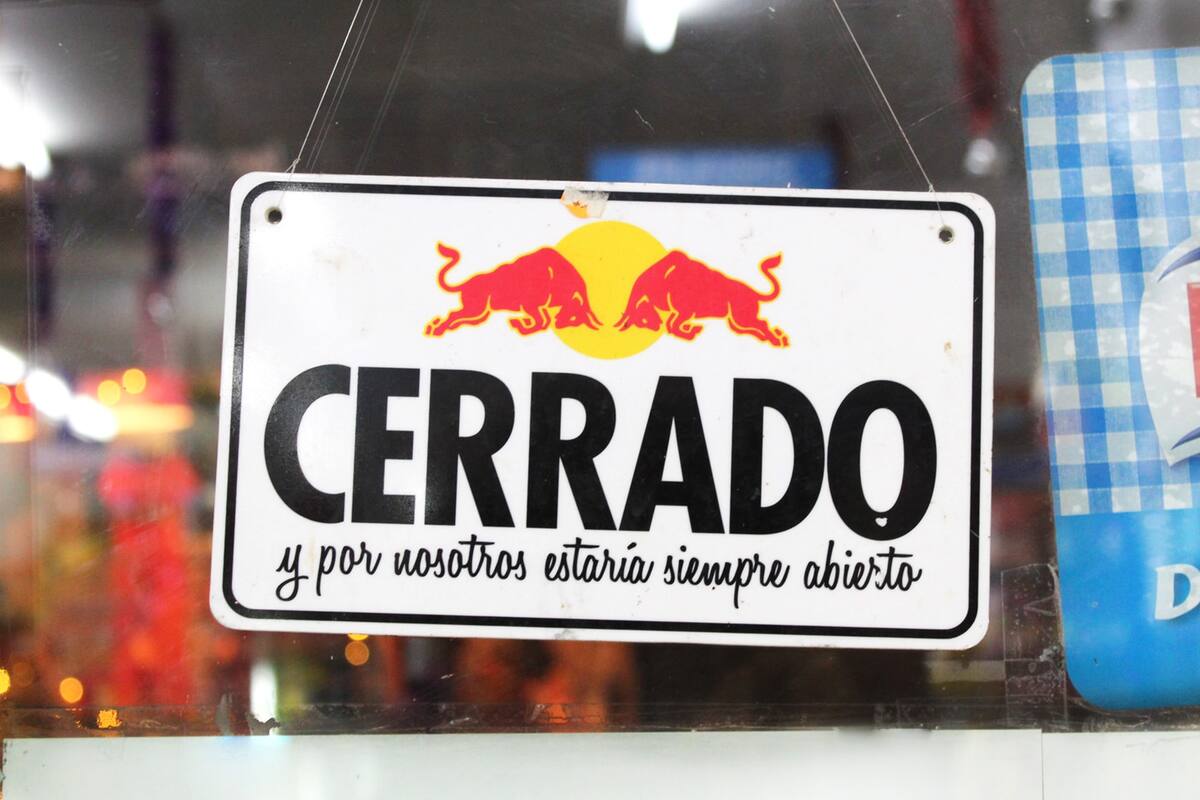 CERRADO
y por nosotros estaría siempre abierto
D